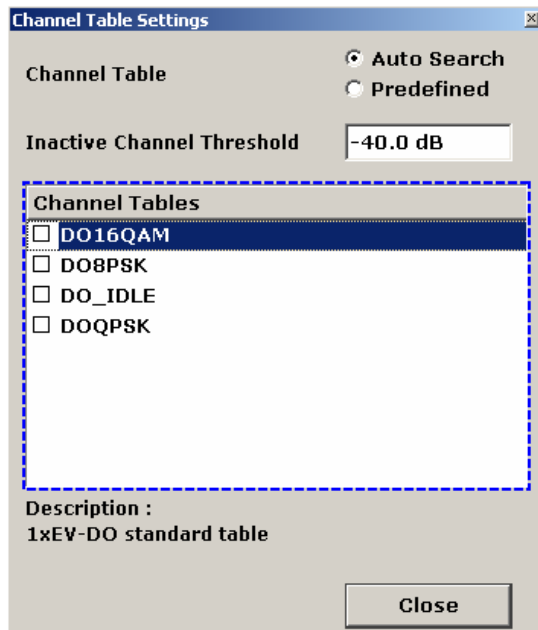 Channel Table Settings
Channel Table
Auto Search
Predefined
Inactive Channel Threshold
-40.0 dB
Channel Tables
DO16QAM
DO8PSK
DO_IDLE
DOQPSK
Description :
1xEV-DO standard table
Close